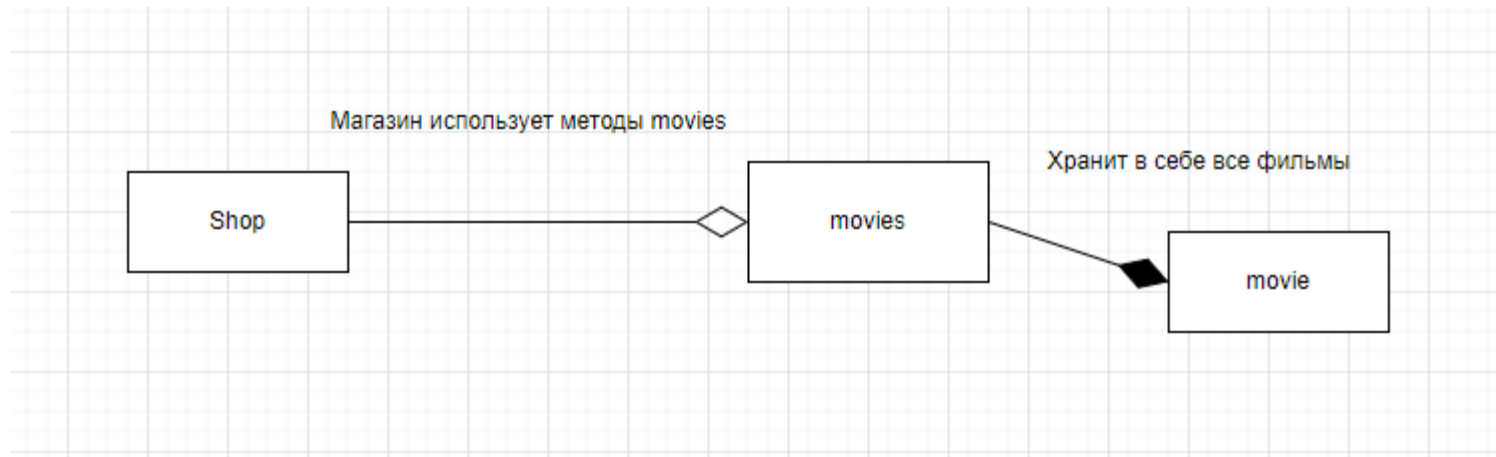 Магазин использует методы movies
Хранит в себе все фильмы
Shop
movies
movie